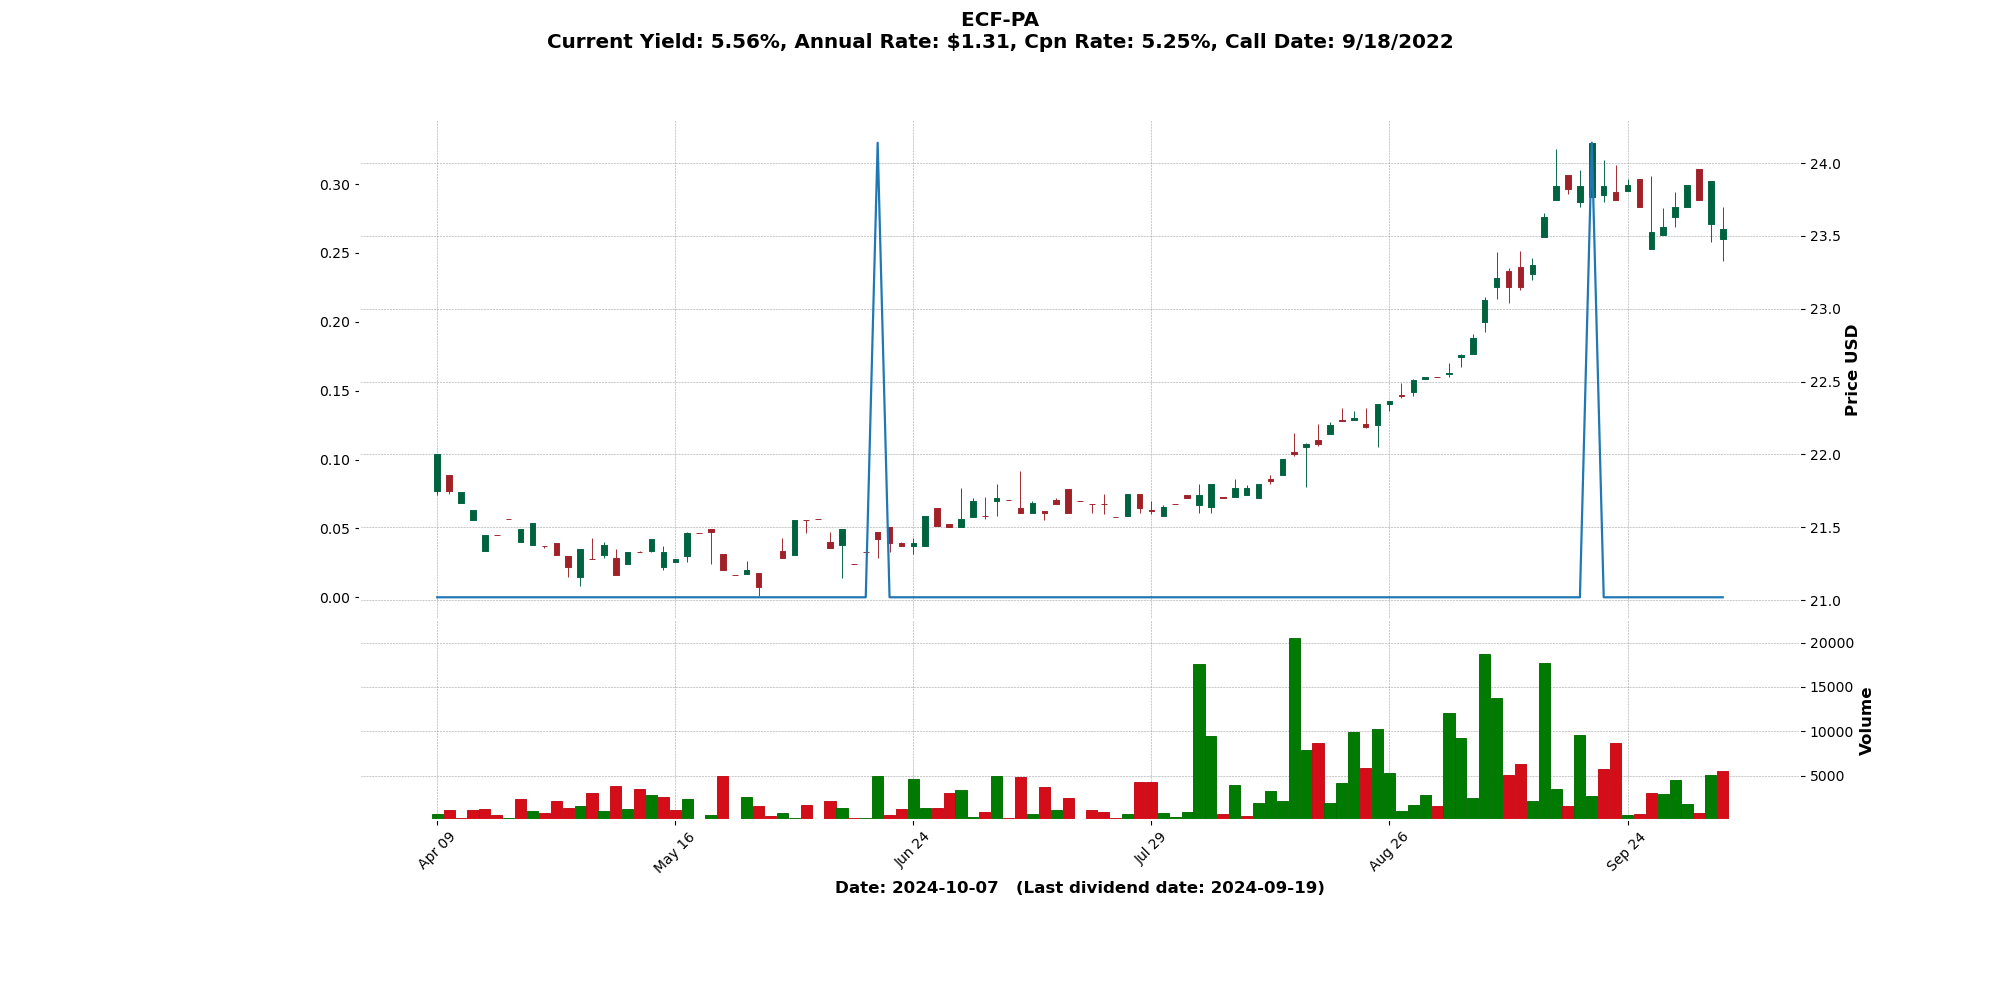 ECF-PA
Current Yield: 5.56%, Annual Rate: $1.31, Cpn Rate: 5.25%, Call Date: 9/18/2022
0.30
0.25
0.20
0.15
0.10
0.05
0.00
24.0
23.5
23.0
22.5
22.0
21.5
21.0
Price USD
20000
15000
10000
5000
Volume
Apr 09
May 16
Jun 24
Jul 29
Aug 26
Sep 24
Date: 2024-10-07 (Last dividend date: 2024-09-19)